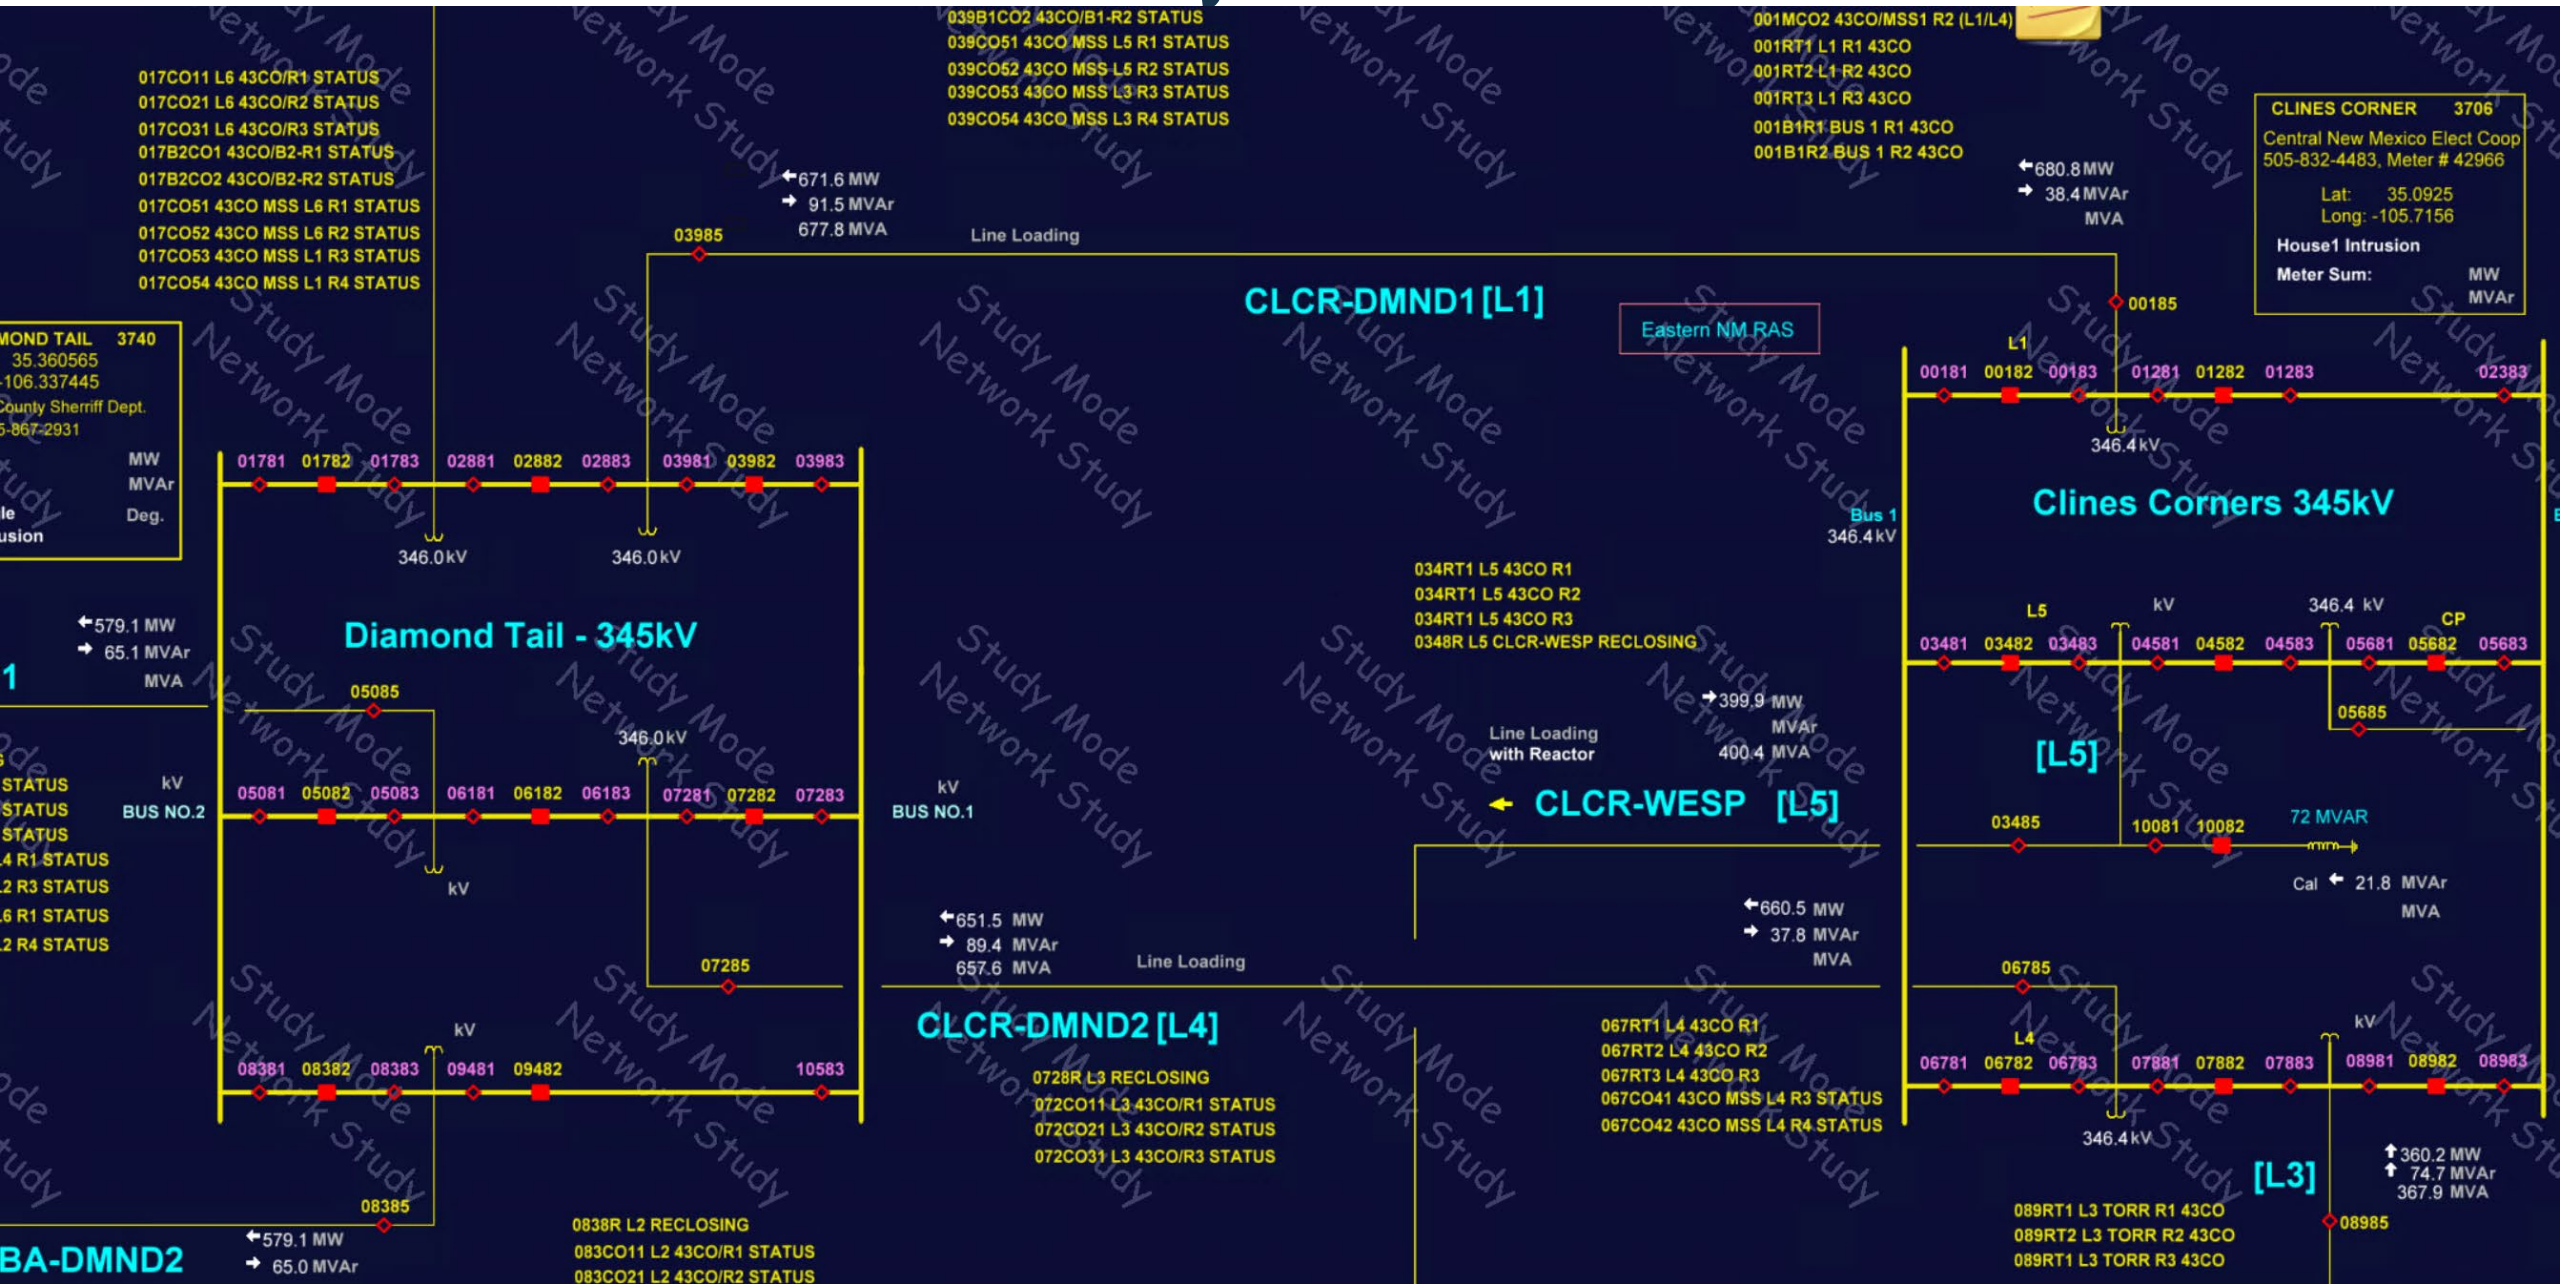 039B1CO2 43CO/B1-R2 STATUS
039CO51 43CO MSS L5 R1 STATUS
039CO52 43CO MSS L5 R2 STATUS
039CO53 43CO MSS L3 R3 STATUS
039CO54 43CO MSS L3 R4 STATUS
001MCO2 43CO/MSS1 R2 (L1/L4)
001RT1 L1 R1 43CO
001RT2 L1 R2 43CO
001RT3 L1 R3 43CO
001B1R1 BUS 1 R1 43CO
001B1R2 BUS 1 R2 43CO
017CO11 L6 43CO/R1 STATUS
017CO21 L6 43CO/R2 STATUS
017CO31 L6 43CO/R3 STATUS
017B2CO1 43CO/B2-R1 STATUS
017B2CO2 43CO/B2-R2 STATUS
017CO51 43CO MSS L6 R1 STATUS
017CO52 43CO MSS L6 R2 STATUS
017CO53 43CO MSS L1 R3 STATUS
017CO54 43CO MSS L1 R4 STATUS
CLINES CORNER 3706
Central New Mexico Elect Coop
505-832-4483, Meter # 42966
Lat: 35.0925
Long: -105.7156
House1 Intrusion
Meter Sum: MW
MVAr
←671.6 MW
→ 91.5 MVAr
677.8 MVA
←680.8 MW
→ 38.4 MVAr
MVA
03985
Line Loading
CLCR-DMND1 [L1]
Eastern NM RAS
00185
L1
00181 00182 00183 01281 01282 01283 02383
346.4 kV
MOND TAIL 3740
35.360565
-106.337445
County Sherriff Dept.
5-867-2931
MW
MVAr
le Deg.
usion
01781 01782 01783 02881 02882 02883 03981 03982 03983
346.0 kV 346.0 kV
Clines Corners 345kV
Bus 1
346.4 kV
034RT1 L5 43CO R1
034RT1 L5 43CO R2
034RT1 L5 43CO R3
0348R L5 CLCR-WESP RECLOSING
←579.1 MW
→ 65.1 MVAr
MVA
1
Diamond Tail - 345kV
L5 kV 346.4 kV CP
03481 03482 03483 04581 04582 04583 05681 05682 05683
05685
05085
346.0 kV
Line Loading
with Reactor
→399.9 MW
MVAr
400.4 MVA
[L5]
← CLCR-WESP [L5]
STATUS
STATUS
STATUS
L4 R1 STATUS
L2 R3 STATUS
L6 R1 STATUS
L2 R4 STATUS
kV
BUS NO.2
05081 05082 05083 06181 06182 06183 07281 07282 07283
kV
BUS NO.1
kV
03485 10081 10082 72 MVAR
Cal ← 21.8 MVAr
MVA
←651.5 MW
→ 89.4 MVAr
657.6 MVA
Line Loading
←660.5 MW
→ 37.8 MVAr
MVA
07285
06785
CLCR-DMND2 [L4]
0728R L3 RECLOSING
072CO11 L3 43CO/R1 STATUS
072CO21 L3 43CO/R2 STATUS
072CO31 L3 43CO/R3 STATUS
067RT1 L4 43CO R1
067RT2 L4 43CO R2
067RT3 L4 43CO R3
067CO41 43CO MSS L4 R3 STATUS
067CO42 43CO MSS L4 R4 STATUS
L4 kV
06781 06782 06783 07881 07882 07883 08981 08982 08983
346.4 kV
kV
08381 08382 08383 09481 09482 10583
[L3]
↑360.2 MW
↑ 74.7 MVAr
367.9 MVA
08985
089RT1 L3 TORR R1 43CO
089RT2 L3 TORR R2 43CO
089RT1 L3 TORR R3 43CO
08385
BA-DMND2
←579.1 MW
→ 65.0 MVAr
0838R L2 RECLOSING
083CO11 L2 43CO/R1 STATUS
083CO21 L2 43CO/R2 STATUS
Study Mode
Network Study